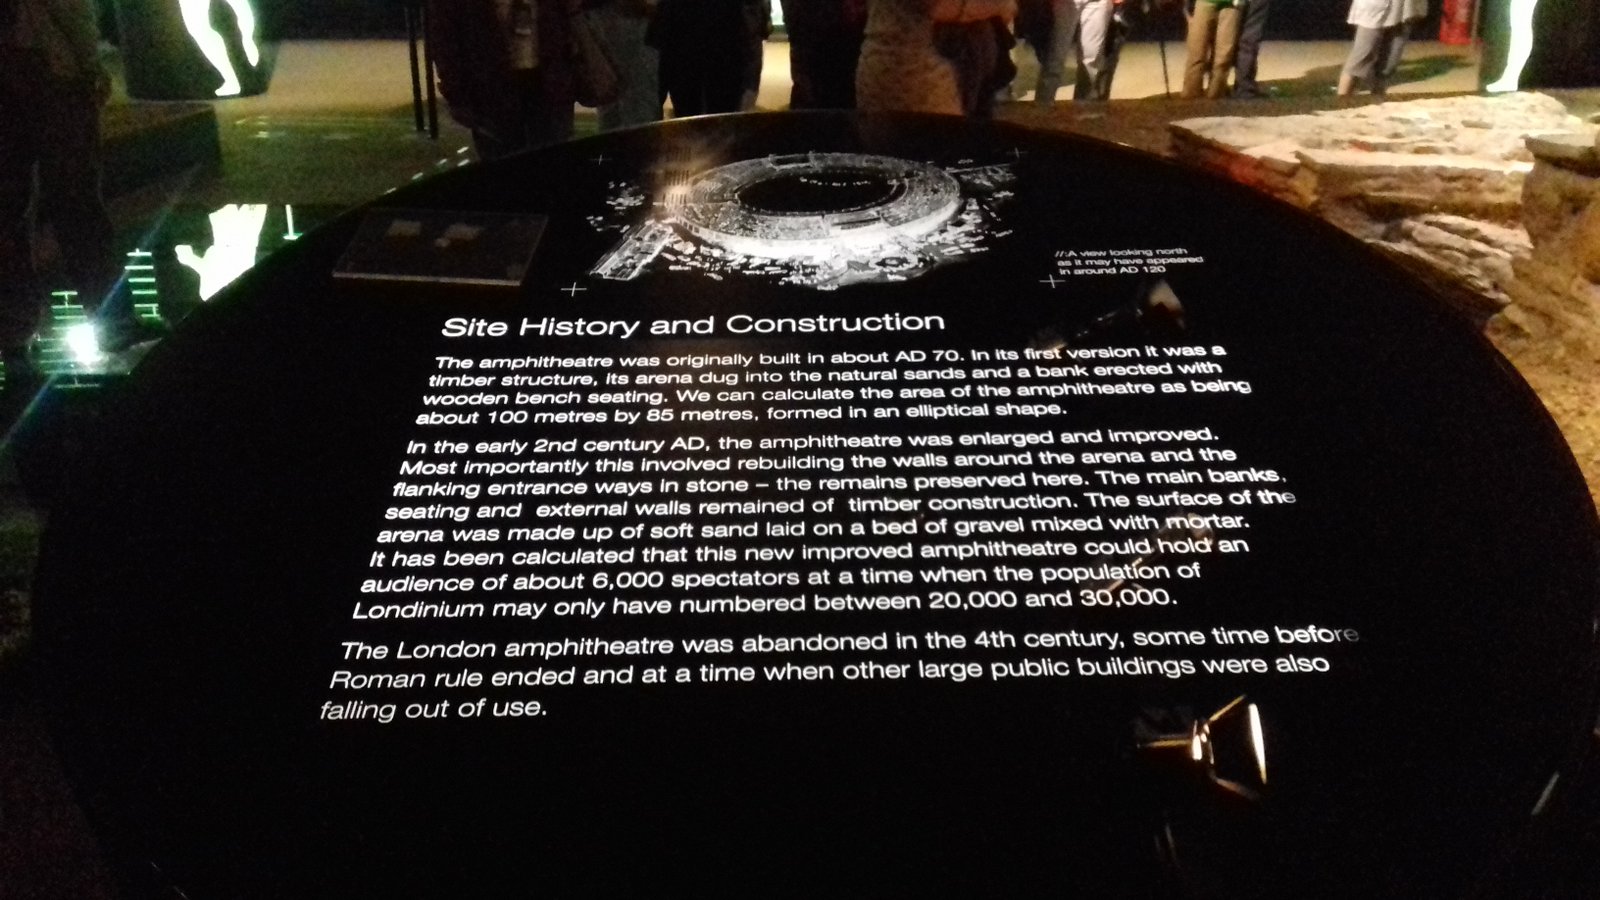 //:A view looking north
as it may have appeared
in around AD 120
Site History and Construction
The amphitheatre was originally built in about AD 70. In its first version it was a
timber structure, its arena dug into the natural sands and a bank erected with
wooden bench seating. We can calculate the area of the amphitheatre as being
about 100 metres by 85 metres, formed in an elliptical shape.
In the early 2nd century AD, the amphitheatre was enlarged and improved.
Most importantly this involved rebuilding the walls around the arena and the
flanking entrance ways in stone – the remains preserved here. The main banks,
seating and external walls remained of timber construction. The surface of the
arena was made up of soft sand laid on a bed of gravel mixed with mortar.
It has been calculated that this new improved amphitheatre could hold an
audience of about 6,000 spectators at a time when the population of
Londinium may only have numbered between 20,000 and 30,000.
The London amphitheatre was abandoned in the 4th century, some time before
Roman rule ended and at a time when other large public buildings were also
falling out of use.